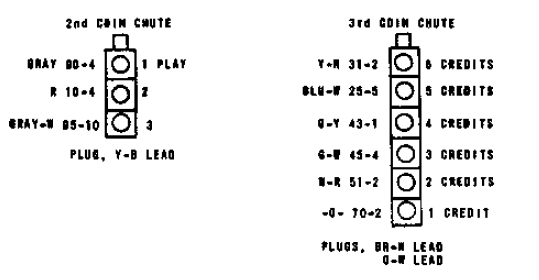 2nd COIN CHUTE
GRAY 80-4 1 PLAY
R 10-4 2
GRAY-W 85-10 3
PLUG, Y-B LEAD
3rd COIN CHUTE
Y-R 31-2 6 CREDITS
BLU-W 25-5 5 CREDITS
O-Y 43-1 4 CREDITS
G-W 45-4 3 CREDITS
W-R 51-2 2 CREDITS
-O- 70-2 1 CREDIT
PLUGS, BR-W LEAD
O-W LEAD